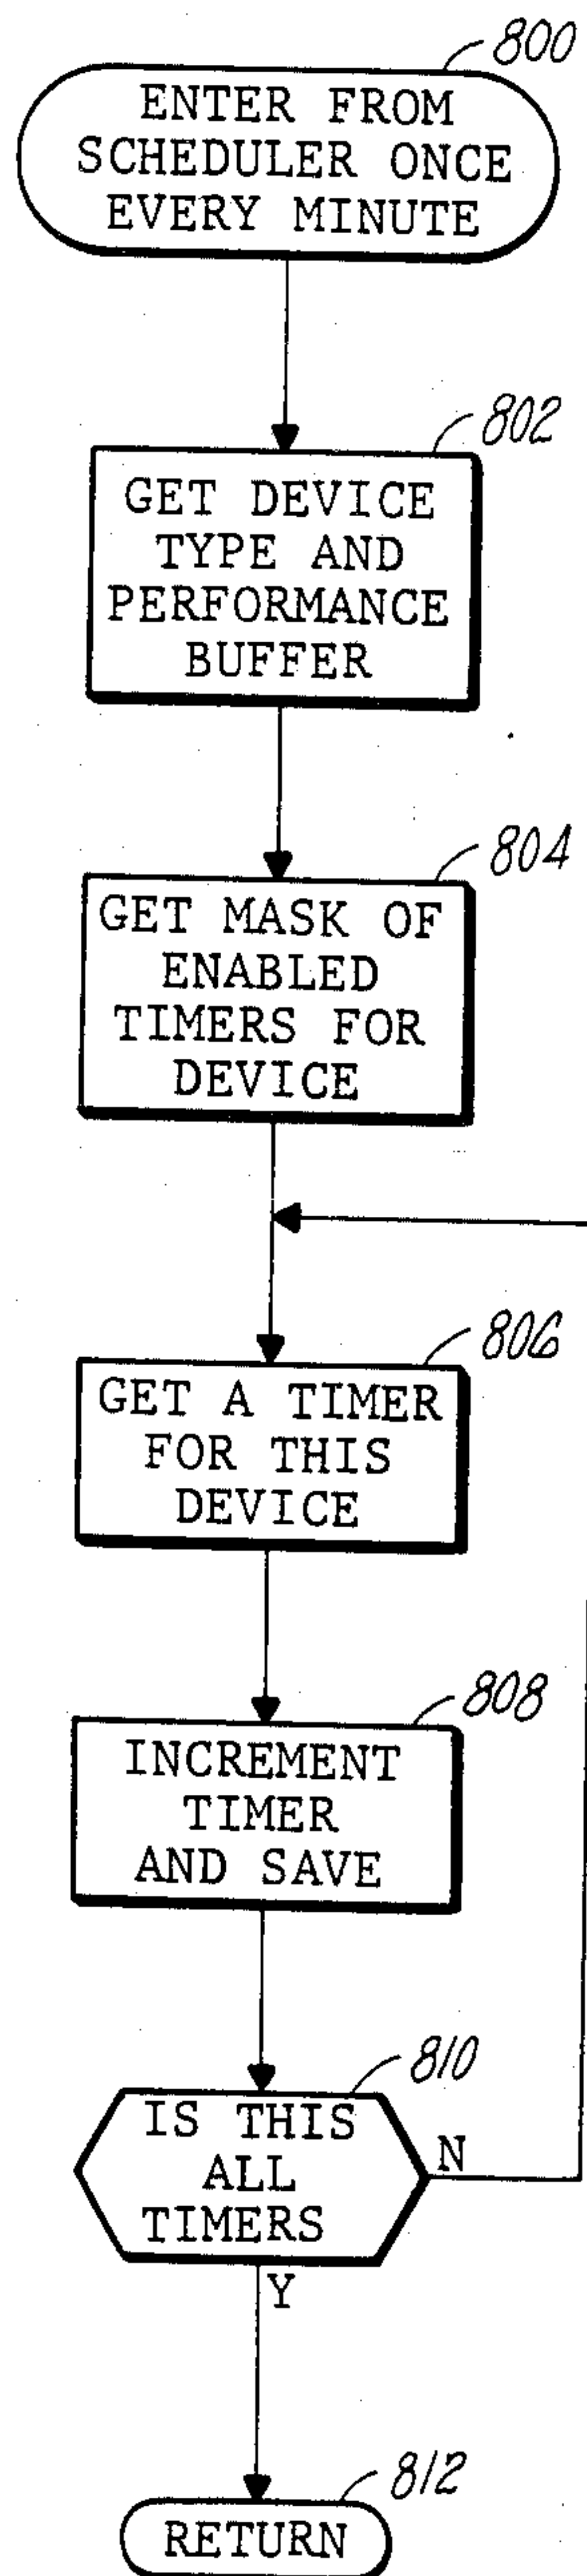 800
ENTER FROM
SCHEDULER ONCE
EVERY MINUTE
802
GET DEVICE
TYPE AND
PERFORMANCE
BUFFER
804
GET MASK OF
ENABLED
TIMERS FOR
DEVICE
806
GET A TIMER
FOR THIS
DEVICE
808
INCREMENT
TIMER
AND SAVE
810
IS THIS
ALL
TIMERS
N
Y
812
RETURN